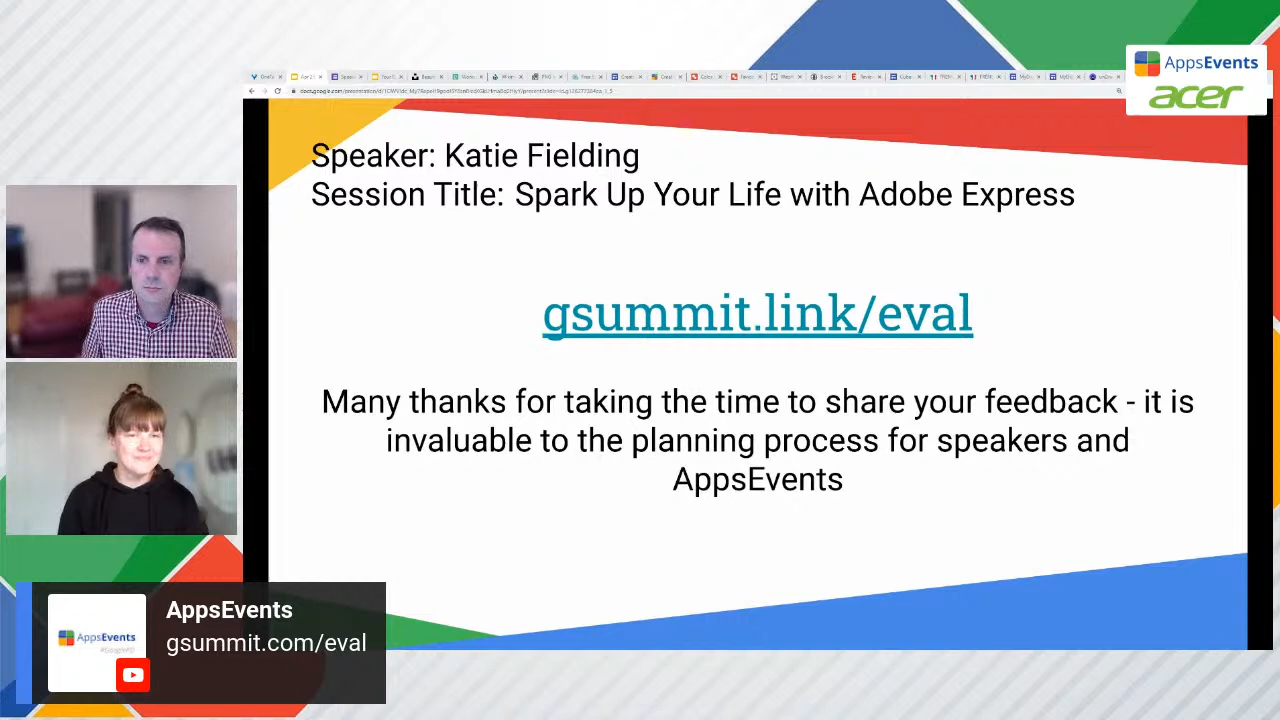 AppsEvents
acer
Speaker: Katie Fielding
Session Title: Spark Up Your Life with Adobe Express
gsummit.link/eval
Many thanks for taking the time to share your feedback - it is
invaluable to the planning process for speakers and
AppsEvents
AppsEvents
AppsEvents
gsummit.com/eval